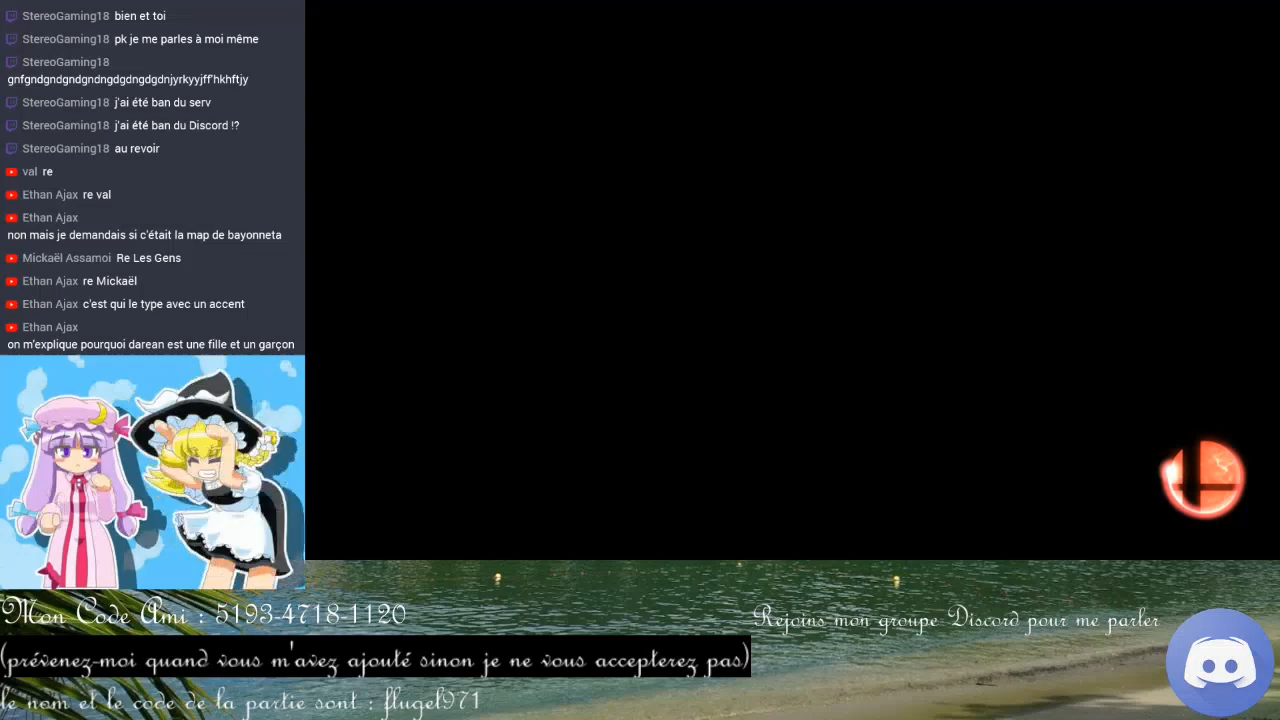 StereoGaming18 bien et toi
StereoGaming18 pk je me parles à moi même
StereoGaming18
gnfgndgndgndgndngdgdngdgdnjyrkyyjff'hkhftjy
StereoGaming18 j'ai été ban du serv
StereoGaming18 j'ai été ban du Discord !?
StereoGaming18 au revoir
val re
Ethan Ajax re val
Ethan Ajax
non mais je demandais si c'était la map de bayonneta
Mickaël Assamoi Re Les Gens
Ethan Ajax re Mickaël
Ethan Ajax c'est qui le type avec un accent
Ethan Ajax
on m'explique pourquoi darean est une fille et un garçon
Mon Code Ami : 5193-4718-1120
Rejoins mon groupe Discord pour me parler
(prévenez-moi quand vous m'avez ajouté sinon je ne vous accepterez pas)
le nom et le code de la partie sont : flugel971